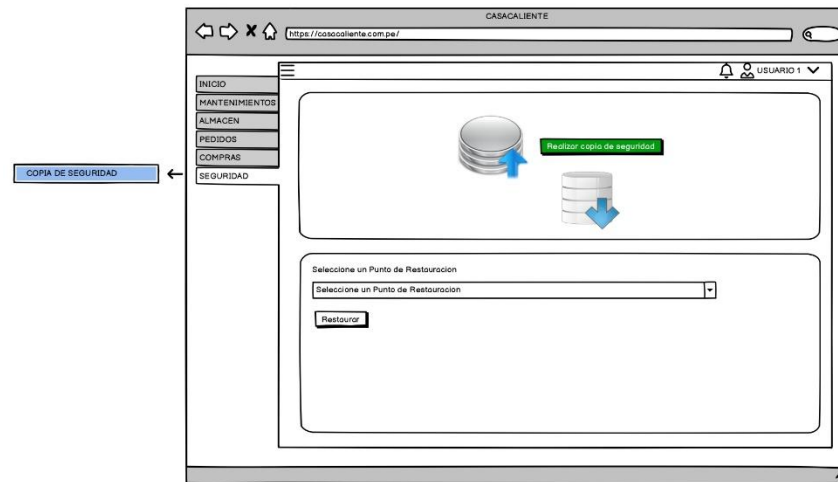 CASACALIENTE
https://casacaliente.com.pe/
USUARIO 1
INICIO
MANTENIMIENTOS
ALMACEN
PEDIDOS
COMPRAS
SEGURIDAD
COPIA DE SEGURIDAD
Realizar copia de seguridad
Seleccione un Punto de Restauracion
Seleccione un Punto de Restauracion
Restaurar